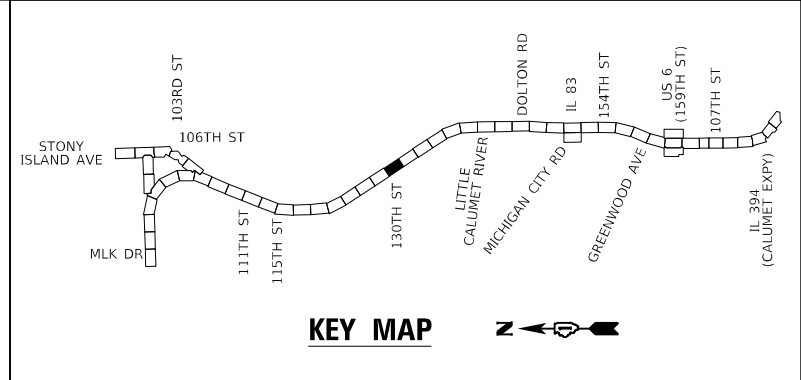 103RD ST
106TH ST
STONY
ISLAND AVE
MLK DR
111TH ST
115TH ST
130TH ST
LITTLE
CALUMET RIVER
DOLTON RD
MICHIGAN CITY RD
IL 83
154TH ST
GREENWOOD AVE
US 6
(159TH ST)
107TH ST
IL 394
(CALUMET EXPY)
KEY MAP
N